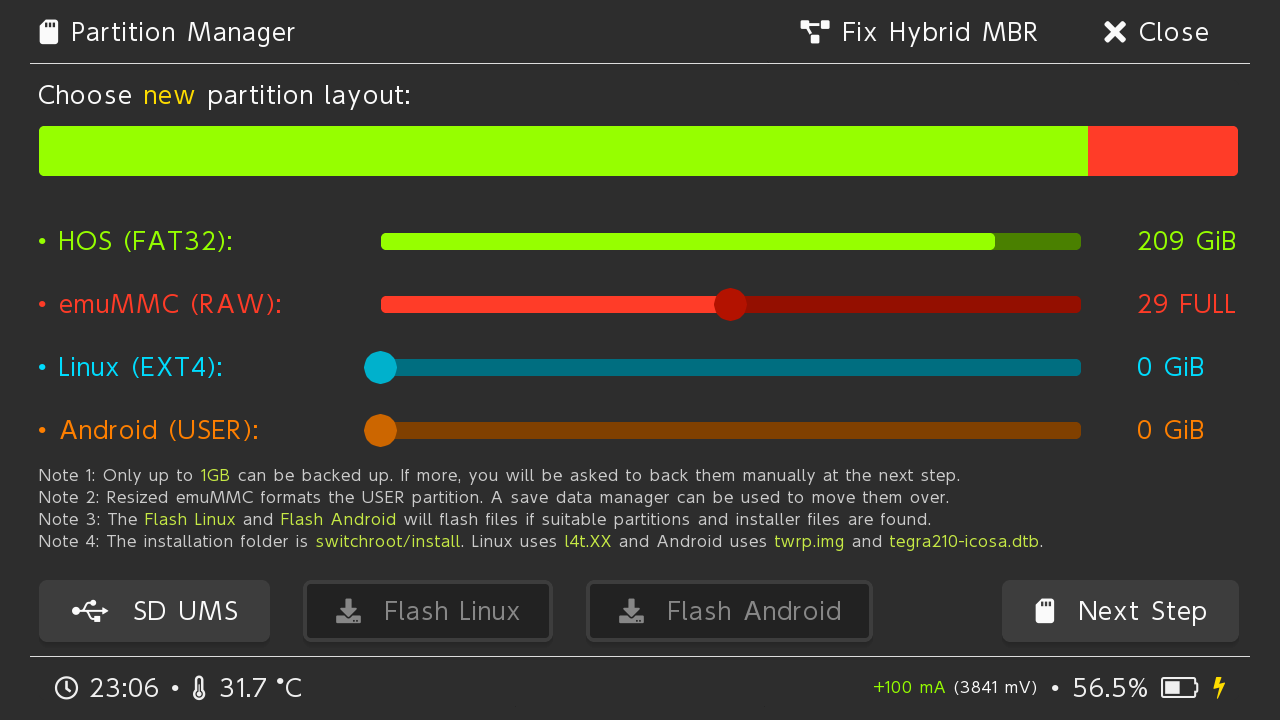 Partition Manager Fix Hybrid MBR Close
Choose new partition layout:
• HOS (FAT32): 209 GiB
• emuMMC (RAW): 29 FULL
• Linux (EXT4): 0 GiB
• Android (USER): 0 GiB
Note 1: Only up to 1GB can be backed up. If more, you will be asked to back them manually at the next step.
Note 2: Resized emuMMC formats the USER partition. A save data manager can be used to move them over.
Note 3: The Flash Linux and Flash Android will flash files if suitable partitions and installer files are found.
Note 4: The installation folder is switchroot/install. Linux uses l4t.XX and Android uses twrp.img and tegra210-icosa.dtb.
SD UMS Flash Linux Flash Android Next Step
23:06 • 31.7 °C +100 mA (3841 mV) • 56.5%